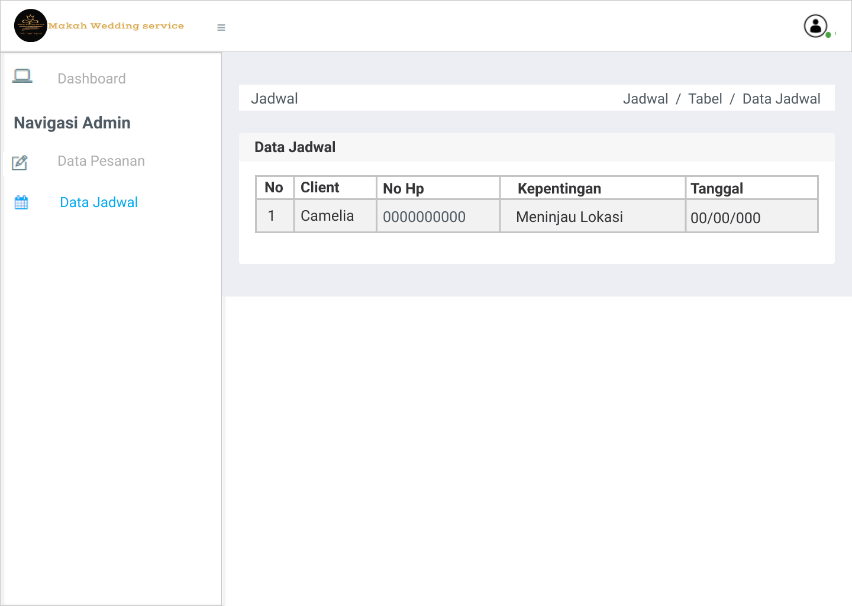 Makah Wedding service
Dashboard
Navigasi Admin
Data Pesanan
Data Jadwal
Jadwal
Jadwal / Tabel / Data Jadwal
Data Jadwal
No Client No Hp Kepentingan Tanggal
1 Camelia 0000000000 Meninjau Lokasi 00/00/000